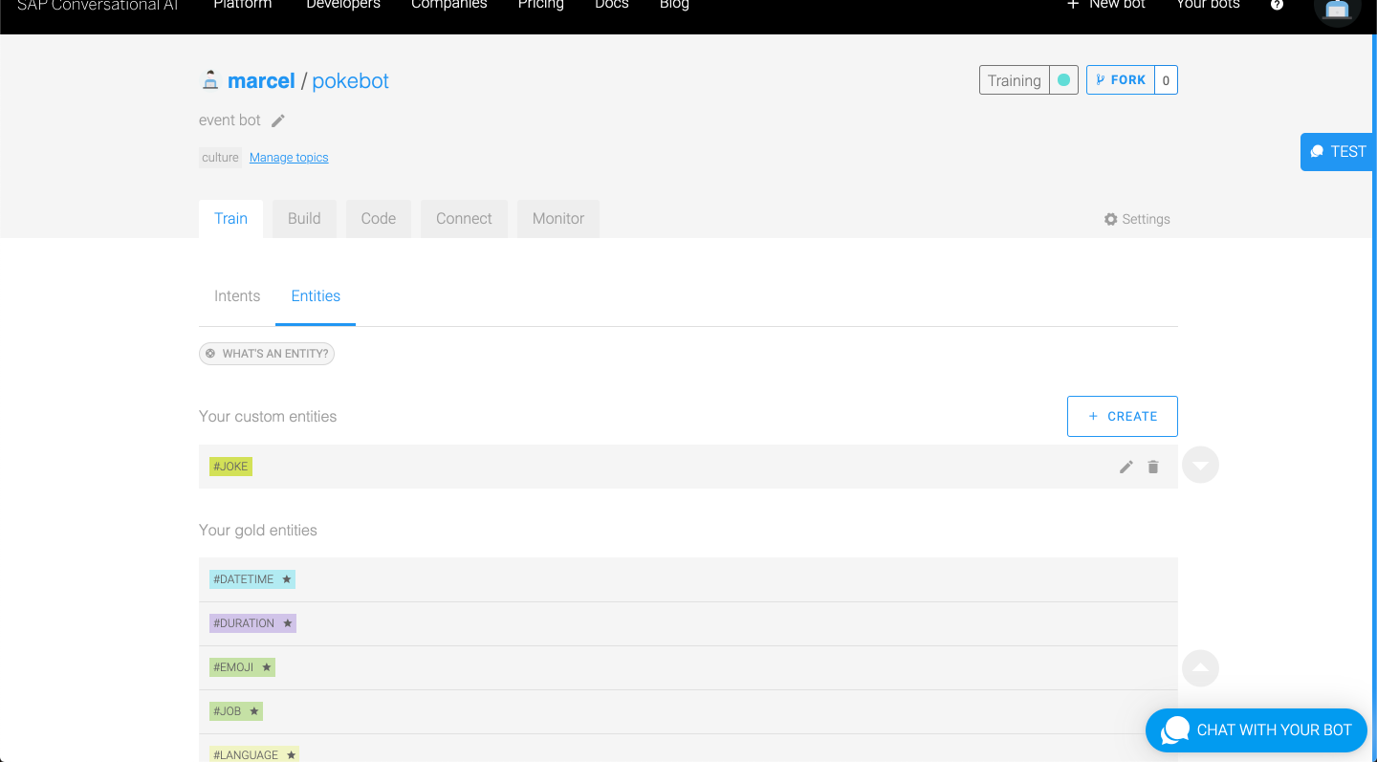 SAP Conversational AI Platform Developers Companies Pricing Docs Blog + New bot Your bots ?
marcel / pokebot
Training FORK 0
event bot
culture Manage topics
TEST
Train Build Code Connect Monitor Settings
Intents Entities
WHAT'S AN ENTITY?
Your custom entities
+ CREATE
#JOKE
Your gold entities
#DATETIME ★
#DURATION ★
#EMOJI ★
#JOB ★
CHAT WITH YOUR BOT
#LANGUAGE ★